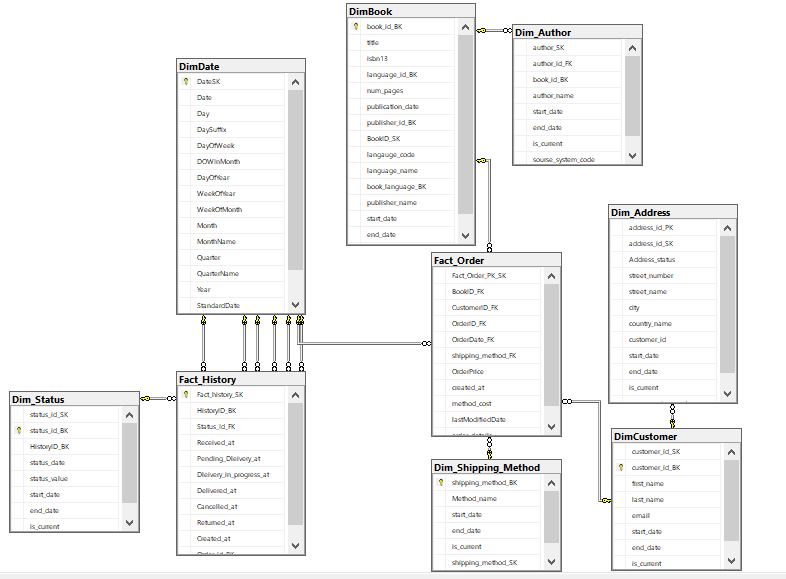 DimBook
book_id_BK
title
isbn13
language_id_BK
num_pages
publication_date
publisher_id_BK
BookID_SK
langauge_code
language_name
book_language_BK
publisher_name
start_date
end_date
Dim_Author
author_SK
author_id_FK
book_id_BK
author_name
start_date
end_date
is_current
sourse_system_code
DimDate
DateSK
Date
Day
DaySuffix
DayOfWeek
DOWInMonth
DayOfYear
WeekOfYear
WeekOfMonth
Month
MonthName
Quarter
QuarterName
Year
StandardDate
Dim_Address
address_id_PK
address_id_SK
Address_status
street_number
street_name
city
country_name
customer_id
start_date
end_date
is_current
Fact_Order
Fact_Order_PK_SK
BookID_FK
CustomerID_FK
OrderID_FK
OrderDate_FK
shipping_method_FK
OrderPrice
created_at
method_cost
lastModifiedDate
Fact_History
Fact_history_SK
HistoryID_BK
Status_id_FK
Received_at
Pending_Dleivery_at
Dleivery_in_progress_at
Delivered_at
Cancelled_at
Returned_at
Created_at
Dim_Status
status_id_SK
status_id_BK
HistoryID_BK
status_date
status_value
start_date
end_date
is_current
Dim_Shipping_Method
shipping_method_BK
Method_name
start_date
end_date
is_current
shipping_method_SK
DimCustomer
customer_id_SK
customer_id_BK
first_name
last_name
email
start_date
end_date
is_current